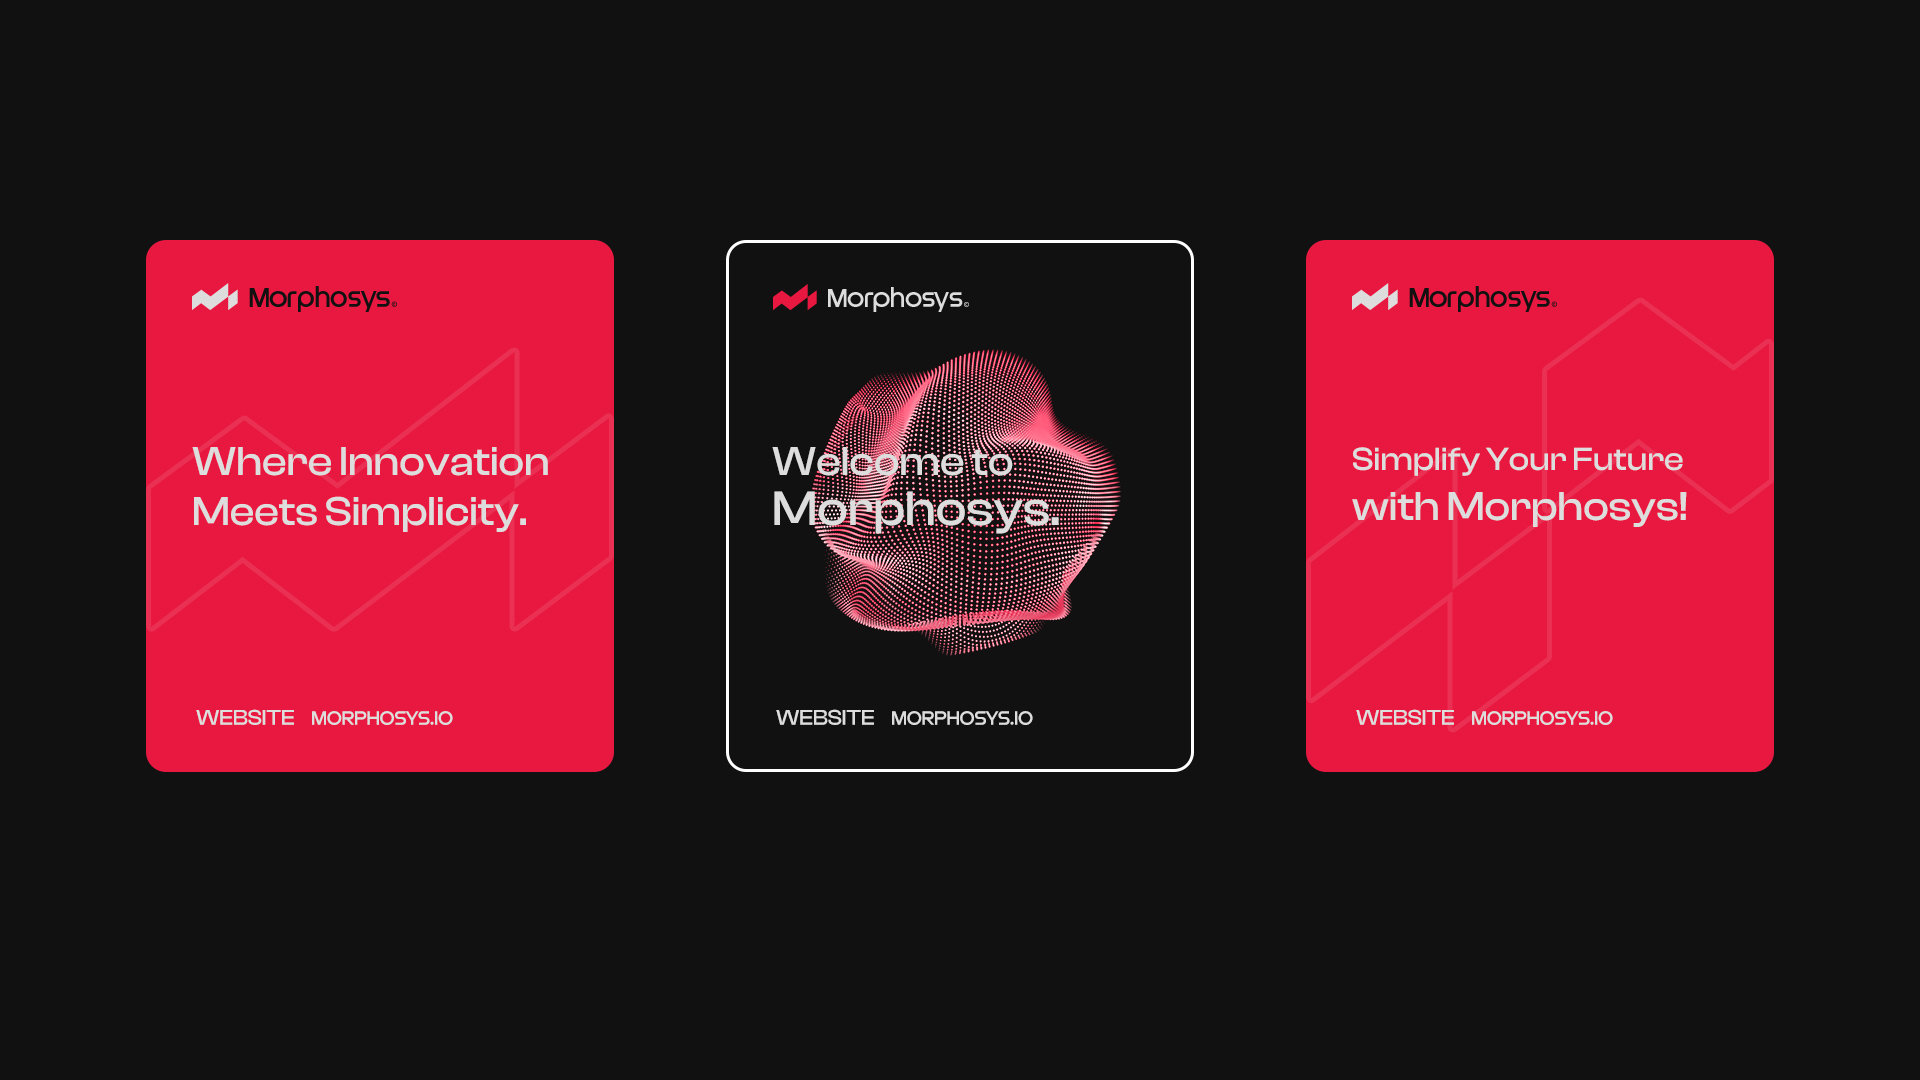 Morphosys©
Where Innovation
Meets Simplicity.
WEBSITE MORPHOSYS.IO
Morphosys©
Welcome to
Morphosys.
WEBSITE MORPHOSYS.IO
Morphosys©
Simplify Your Future
with Morphosys!
WEBSITE MORPHOSYS.IO